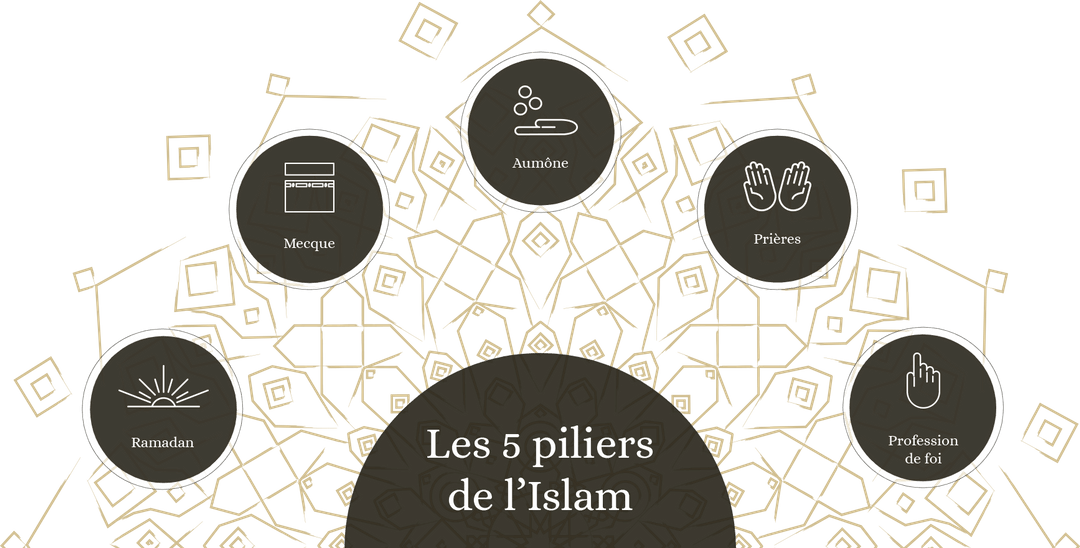 Aumône
Mecque
Prières
Ramadan
Profession
de foi
Les 5 piliers
de l’Islam